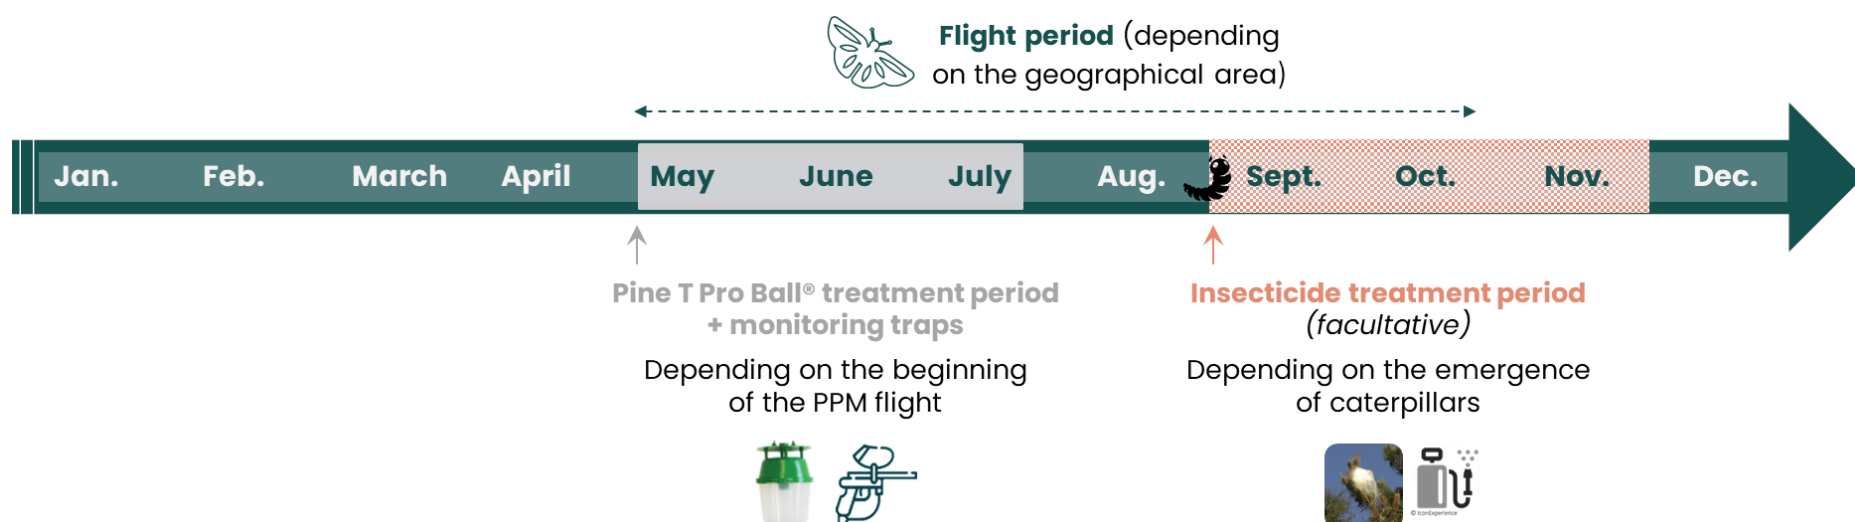 Flight period (depending
on the geographical area)
Jan. Feb. March April May June July Aug. Sept. Oct. Nov. Dec.
Pine T Pro Ball® treatment period
+ monitoring traps
Depending on the beginning
of the PPM flight
Insecticide treatment period
(facultative)
Depending on the emergence
of caterpillars
© IconExperience